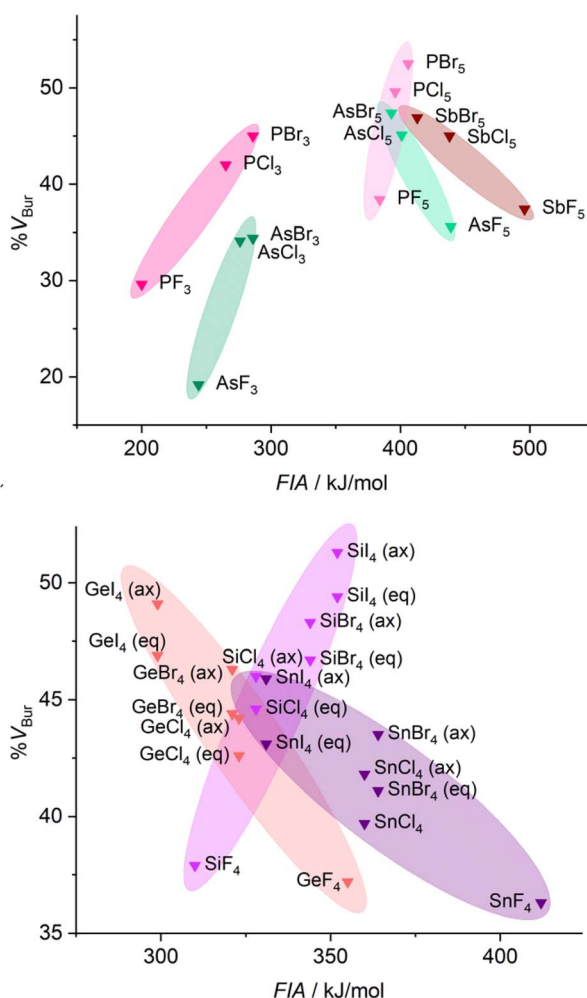 50
40
30
20
%VBur
PBr5
PCl5
AsBr5
SbBr5
AsCl5
SbCl5
PBr3
PCl3
PF5
SbF5
AsBr3
AsF5
AsCl3
PF3
AsF3
200
300
400
500
FIA / kJ/mol
50
45
40
35
%VBur
SiI4 (ax)
GeI4 (ax)
SiI4 (eq)
SiBr4 (ax)
GeI4 (eq)
SiCl4 (ax)
SiBr4 (eq)
GeBr4 (ax)
SnI4 (ax)
GeBr4 (eq)
SiCl4 (eq)
GeCl4 (ax)
SnBr4 (ax)
GeCl4 (eq)
SnI4 (eq)
SnCl4 (ax)
SnBr4 (eq)
SnCl4
SiF4
GeF4
SnF4
300
350
400
FIA / kJ/mol